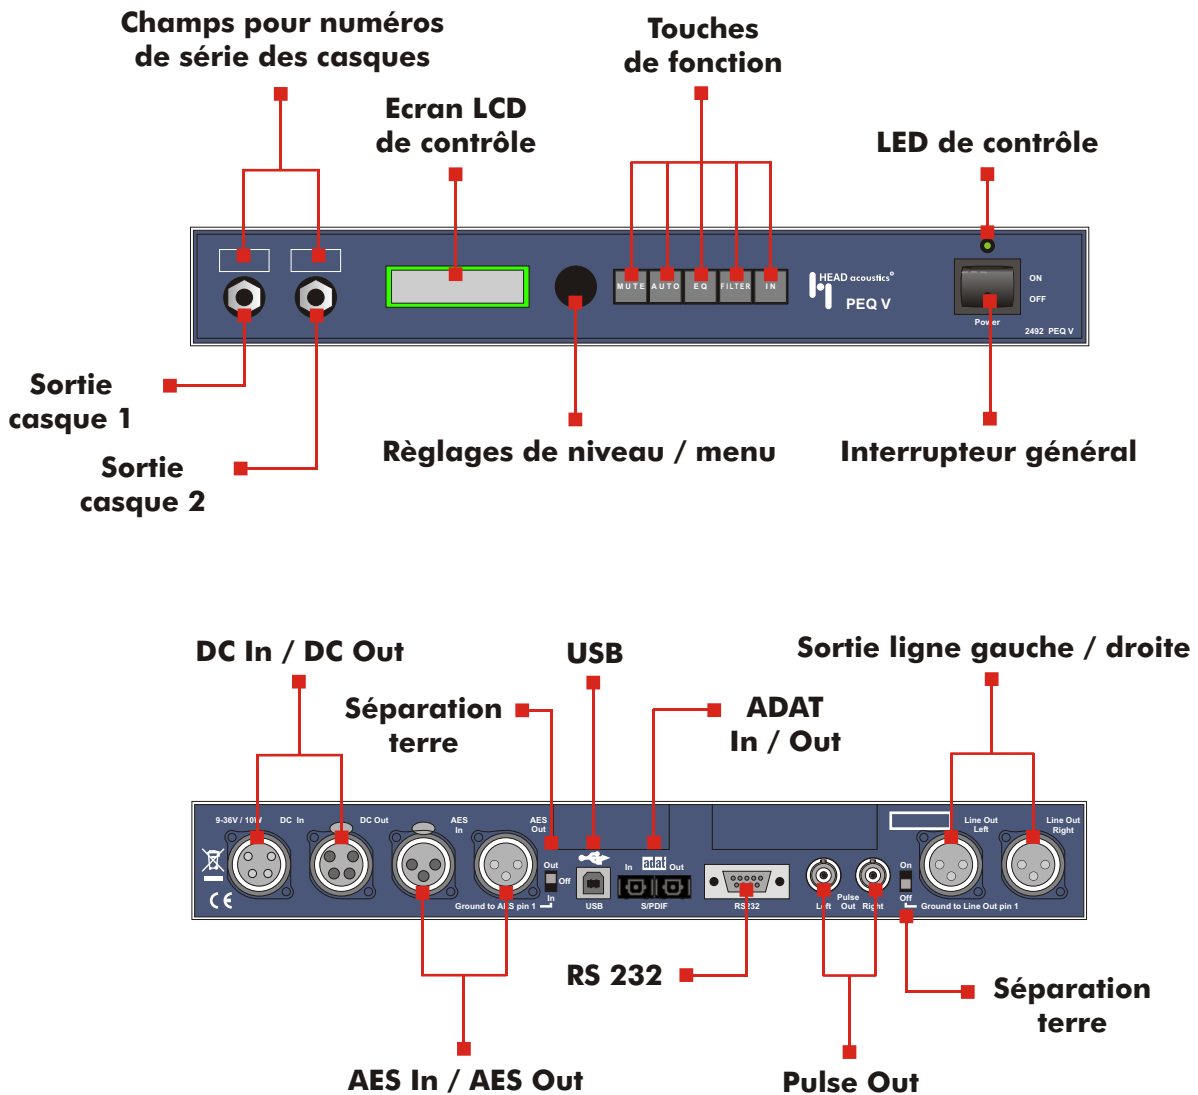 Champs pour numéros
de série des casques
Touches
de fonction
Ecran LCD
de contrôle
LED de contrôle
MUTE AUTO EQ FILTER IN
HEAD acoustics®
PEQ V
ON
OFF
Power
2492 PEQ V
Sortie
casque 1
Sortie
casque 2
Règlages de niveau / menu
Interrupteur général
DC In / DC Out
USB
Sortie ligne gauche / droite
Séparation
terre
ADAT
In / Out
9-36V / 10W
DC In
DC Out
AES
In
AES
Out
Line Out
Left
Line Out
Right
Out
Off
In
Ground to AES pin 1
USB
In
adat
Out
S/PDIF
RS232
Left
Pulse
Out
Right
On
Off
Ground to Line Out pin 1
CE
RS 232
Séparation
terre
AES In / AES Out
Pulse Out